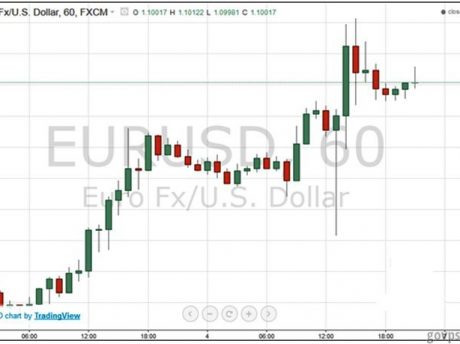 Fx/U.S. Dollar, 60, FXCM O 1.10017 H 1.10122 L 1.09981 C 1.10017
EURUSD, 60
Euro Fx/U.S. Dollar
chart by TradingView
06:00 12:00 18:00 4 06:00 12:00 18:00